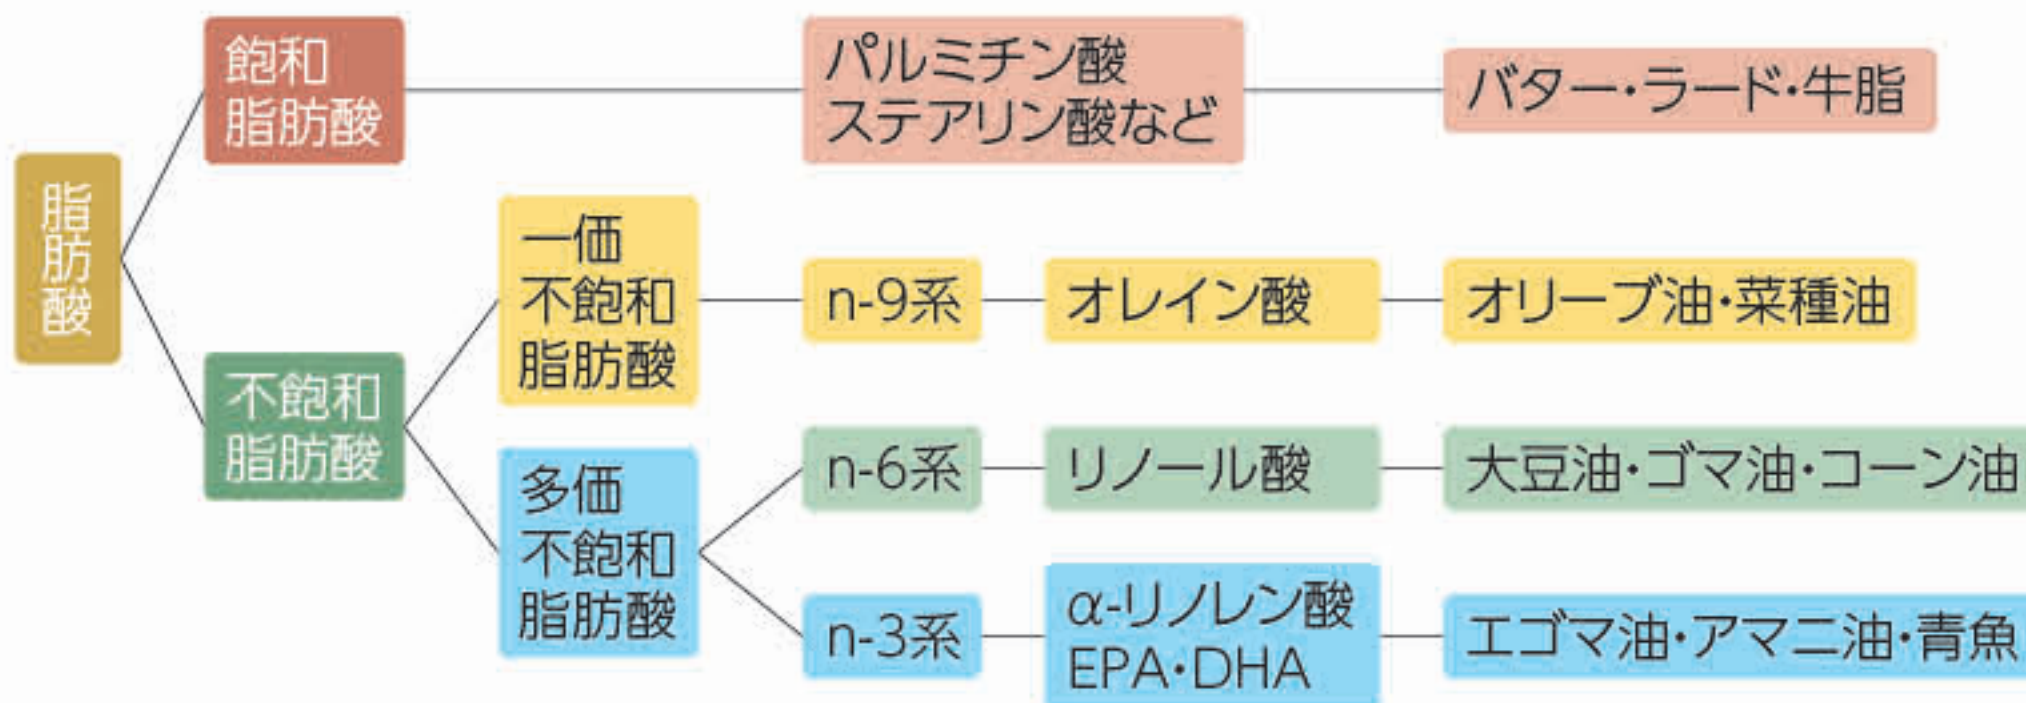 脂肪酸
飽和
脂肪酸
パルミチン酸
ステアリン酸など
バター・ラード・牛脂
不飽和
脂肪酸
一価
不飽和
脂肪酸
n-9系
オレイン酸
オリーブ油・菜種油
多価
不飽和
脂肪酸
n-6系
リノール酸
大豆油・ゴマ油・コーン油
n-3系
α-リノレン酸
EPA・DHA
エゴマ油・アマニ油・青魚